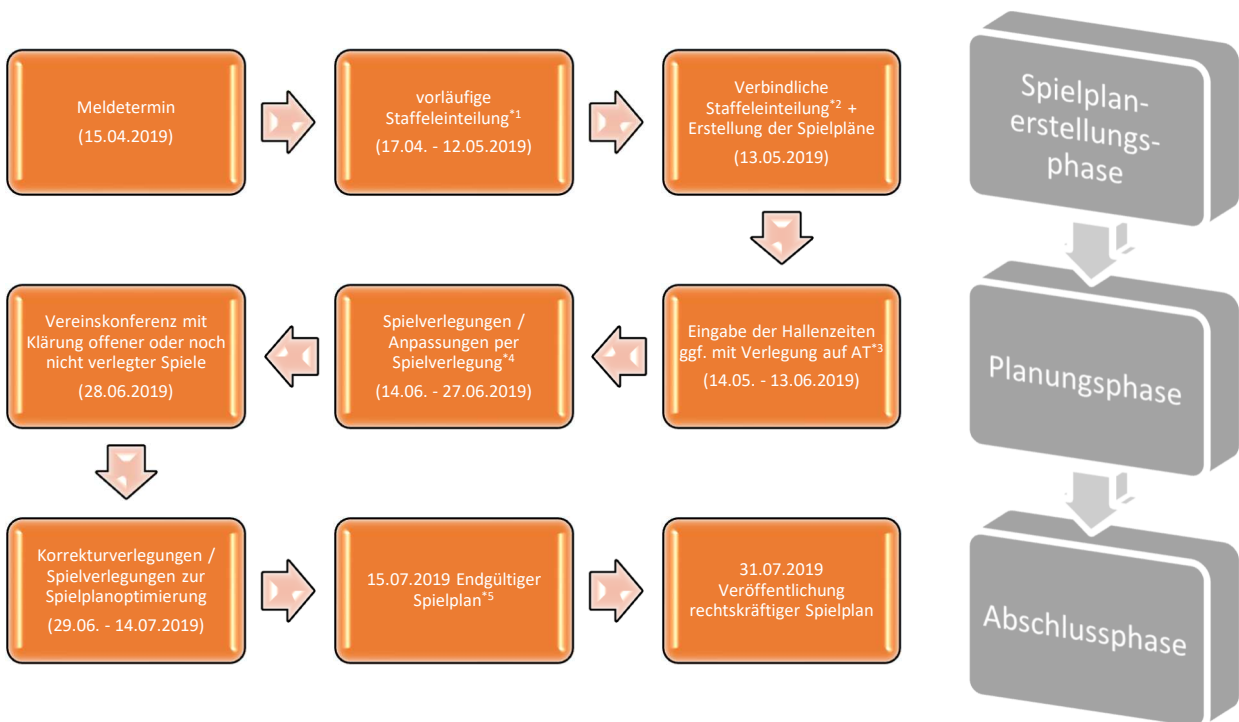 Meldetermin
(15.04.2019)
vorläufige
Staffeleinteilung*1
(17.04. - 12.05.2019)
Verbindliche
Staffeleinteilung*2 +
Erstellung der Spielpläne
(13.05.2019)
Spielplan-
erstellungs-
phase
Eingabe der Hallenzeiten
ggf. mit Verlegung auf AT*3
(14.05. - 13.06.2019)
Spielverlegungen /
Anpassungen per
Spielverlegung*4
(14.06. - 27.06.2019)
Vereinskonferenz mit
Klärung offener oder noch
nicht verlegter Spiele
(28.06.2019)
Planungsphase
Korrekturverlegungen /
Spielverlegungen zur
Spielplanoptimierung
(29.06. - 14.07.2019)
15.07.2019 Endgültiger
Spielplan*5
31.07.2019
Veröffentlichung
rechtskräftiger Spielplan
Abschlussphase